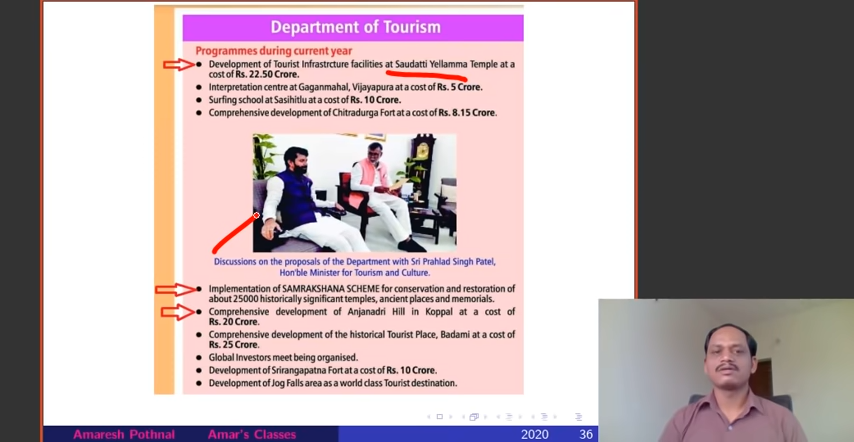 Department of Tourism
Programmes during current year
Development of Tourist Infrastrcture facilities at Saudatti Yellamma Temple at a
cost of Rs. 22.50 Crore.
Interpretation centre at Gaganmahal, Vijayapura at a cost of Rs. 5 Crore.
Surfing school at Sasihitlu at a cost of Rs. 10 Crore.
Comprehensive development of Chitradurga Fort at a cost of Rs. 8.15 Crore.
Discussions on the proposals of the Department with Sri Prahlad Singh Patel,
Hon'ble Minister for Tourism and Culture.
Implementation of SAMRAKSHANA SCHEME for conservation and restoration of
about 25000 historically significant temples, ancient places and memorials.
Comprehensive development of Anjanadri Hill in Koppal at a cost of
Rs. 20 Crore.
Comprehensive development of the historical Tourist Place, Badami at a cost of
Rs. 25 Crore.
Global Investors meet being organised.
Development of Srirangapatna Fort at a cost of Rs. 10 Crore.
Development of Jog Falls area as a world class Tourist destination.
Amaresh Pothnal Amar's Classes 2020 36